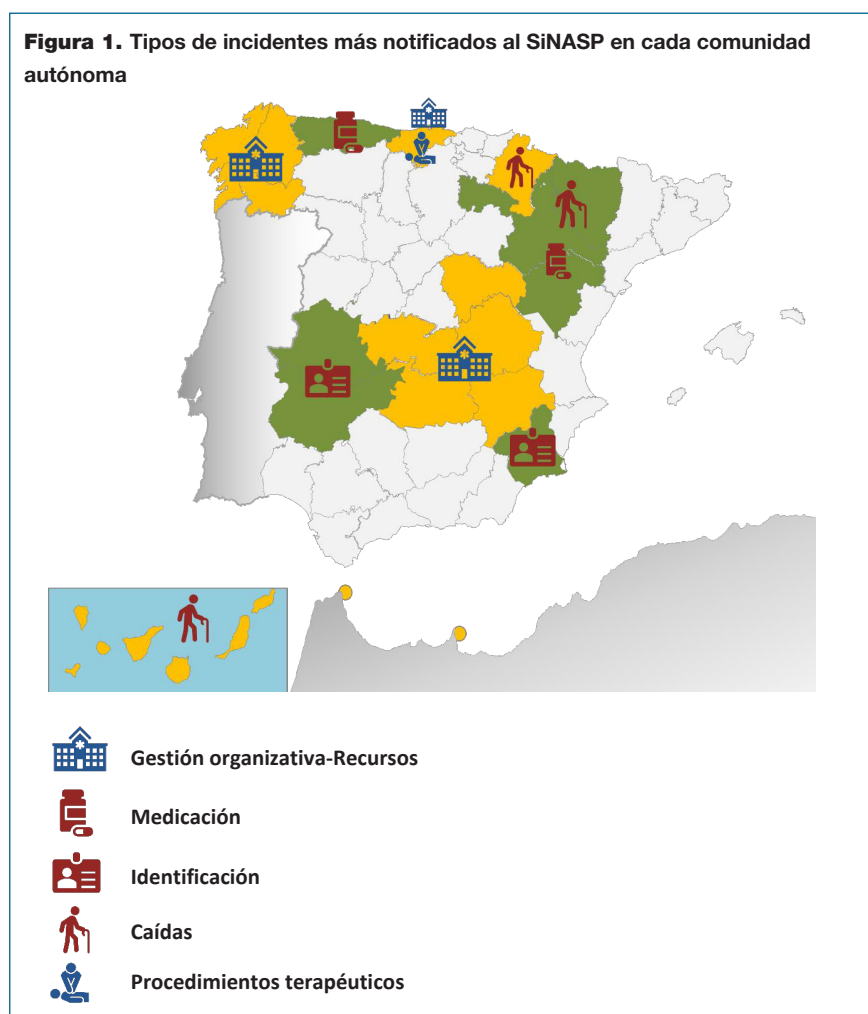 Figura 1. Tipos de incidentes más notificados al SiNASP en cada comunidad
autónoma
Gestión organizativa-Recursos
Medicación
Identificación
Caídas
Procedimientos terapéuticos